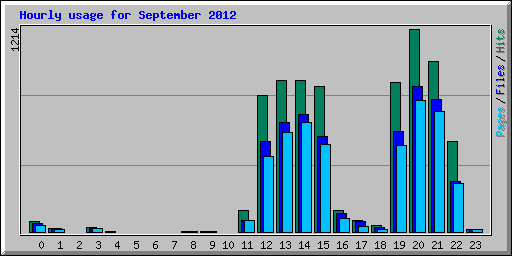 Hourly usage for September 2012
1214
Pages/Files/Hits
0 1 2 3 4 5 6 7 8 9 10 11 12 13 14 15 16 17 18 19 20 21 22 23